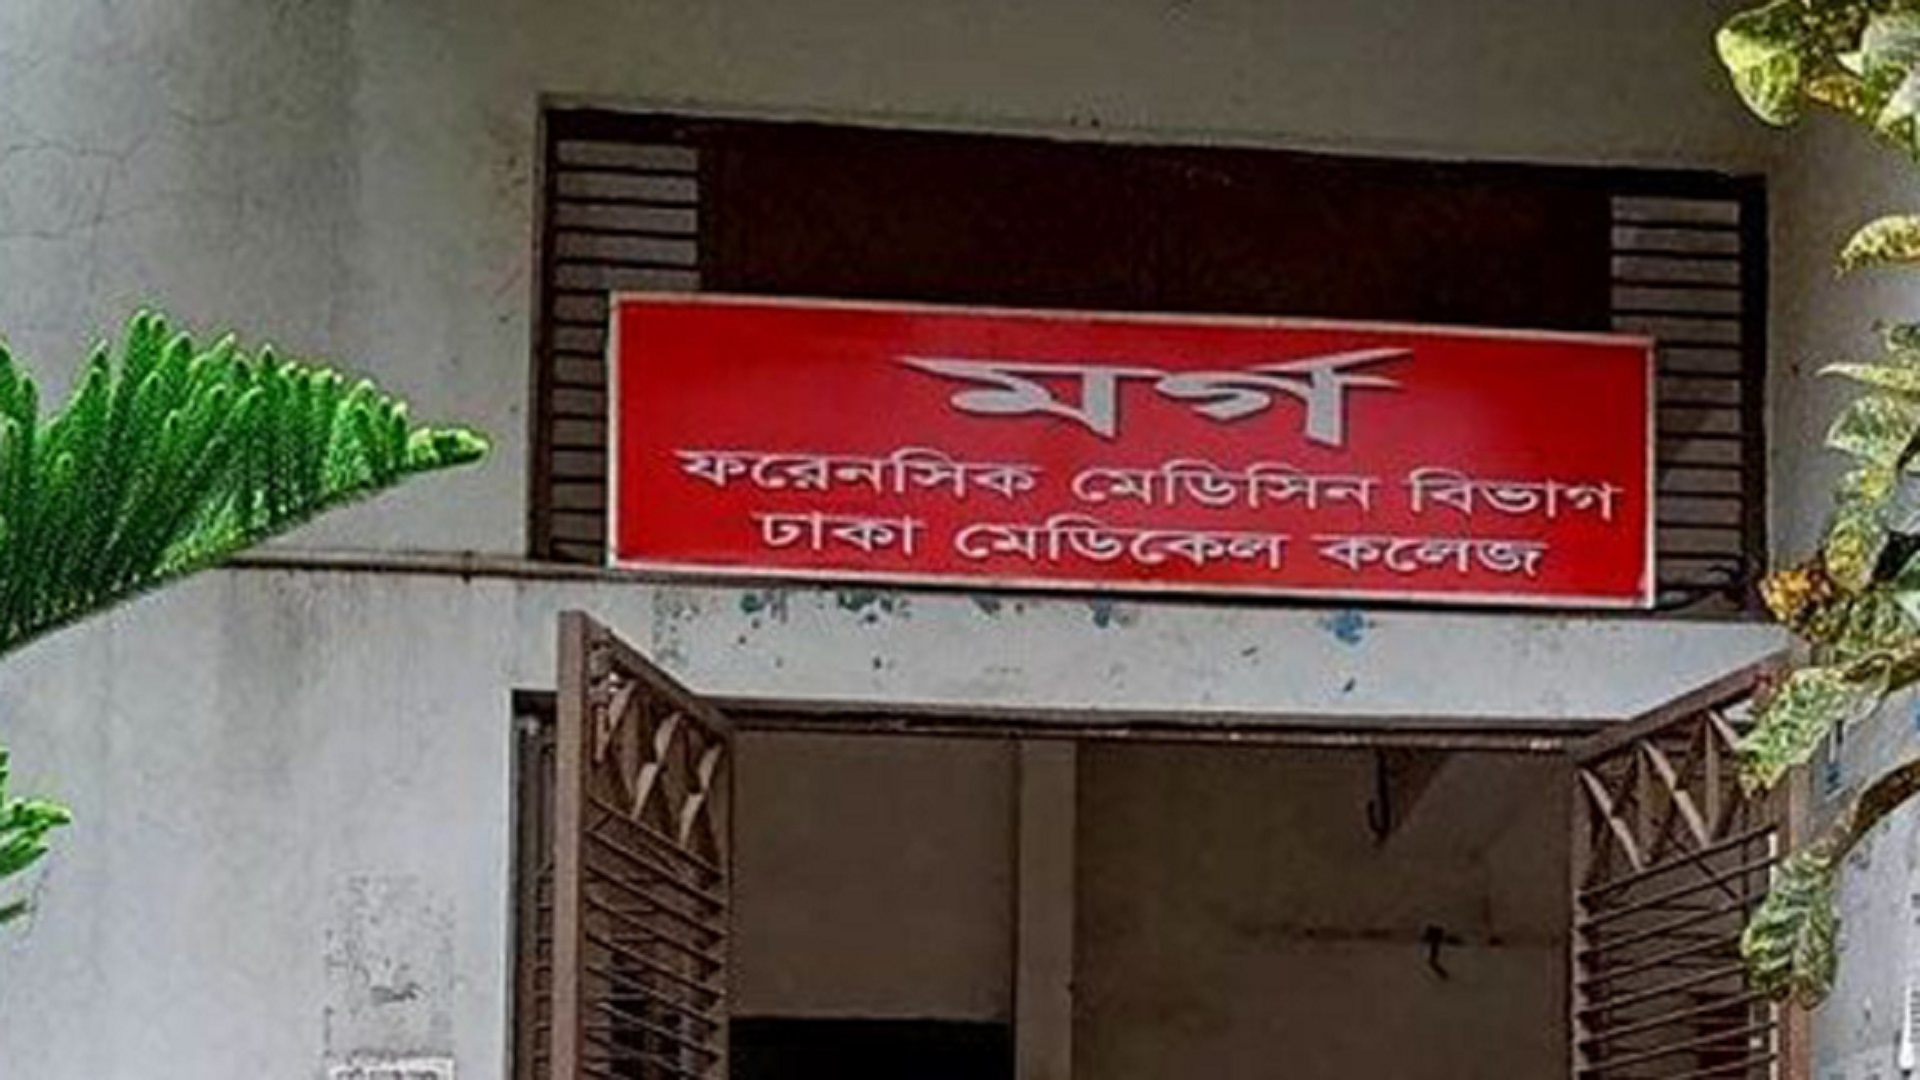 মর্গ
ফরেনসিক মেডিসিন বিভাগ
ঢাকা মেডিকেল কলেজ